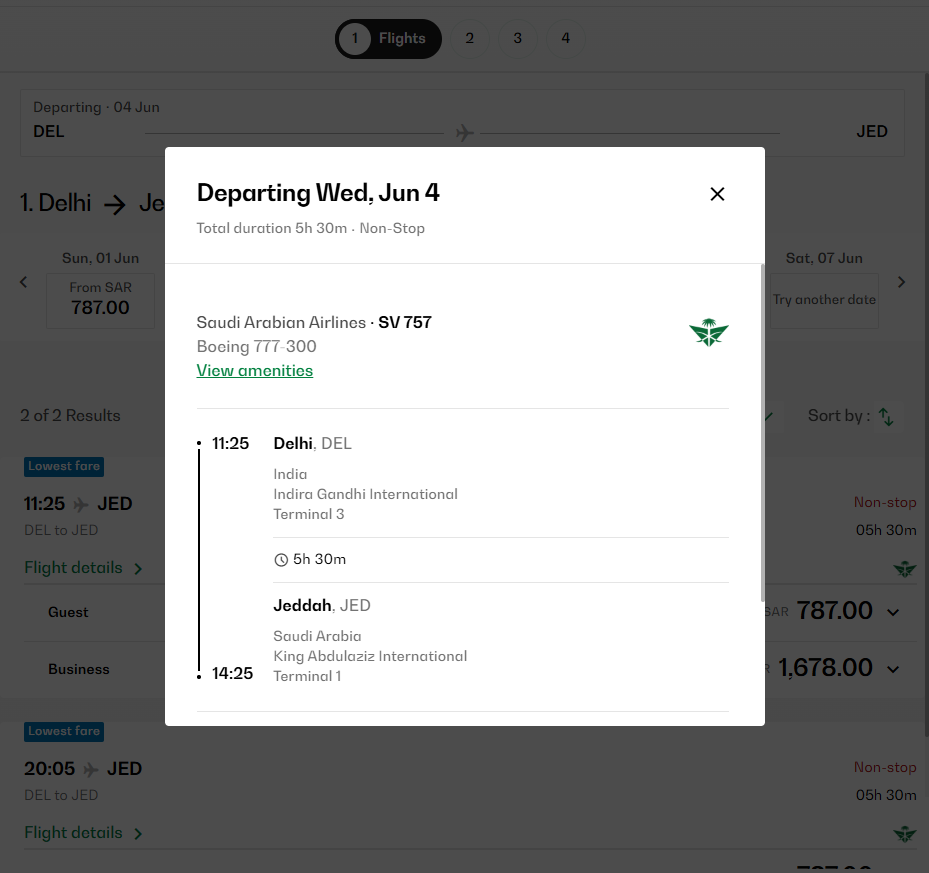 1 Flights 2 3 4
Departing · 04 Jun
DEL JED
1. Delhi → Je
Sun, 01 Jun
From SAR
787.00
Sat, 07 Jun
Try another date
2 of 2 Results
Sort by :
Departing Wed, Jun 4
Total duration 5h 30m · Non-Stop
Saudi Arabian Airlines · SV 757
Boeing 777-300
View amenities
11:25 Delhi, DEL
India
Indira Gandhi International
Terminal 3
5h 30m
Jeddah, JED
Saudi Arabia
King Abdulaziz International
14:25 Terminal 1
Lowest fare
11:25 JED
Non-stop
DEL to JED
05h 30m
Flight details
Guest
SAR 787.00
Business
R 1,678.00
Lowest fare
20:05 JED
Non-stop
DEL to JED
05h 30m
Flight details